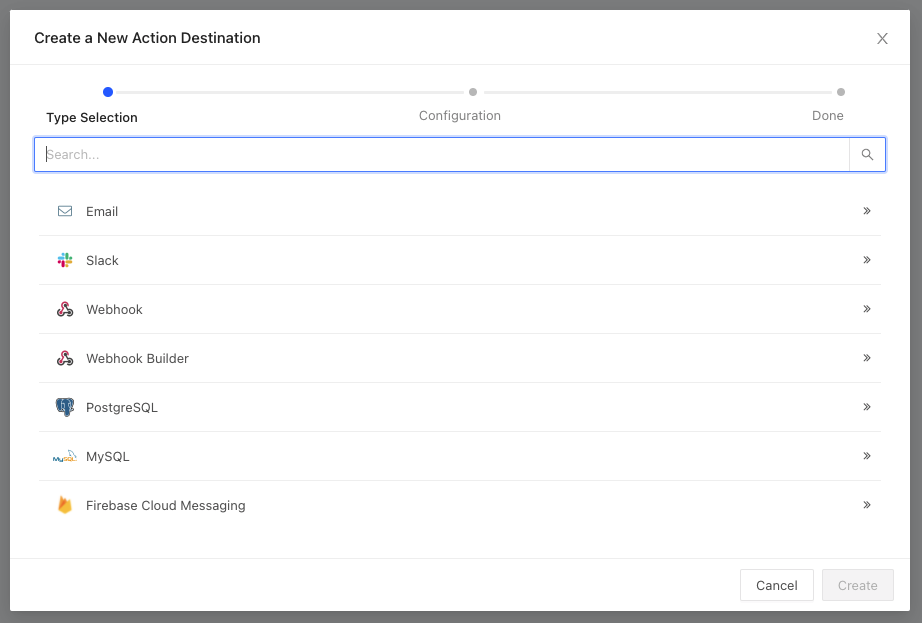 Create a New Action Destination
Type Selection
Configuration
Done
Search...
Email
Slack
Webhook
Webhook Builder
PostgreSQL
MySQL MySQL
Firebase Cloud Messaging
Cancel
Create